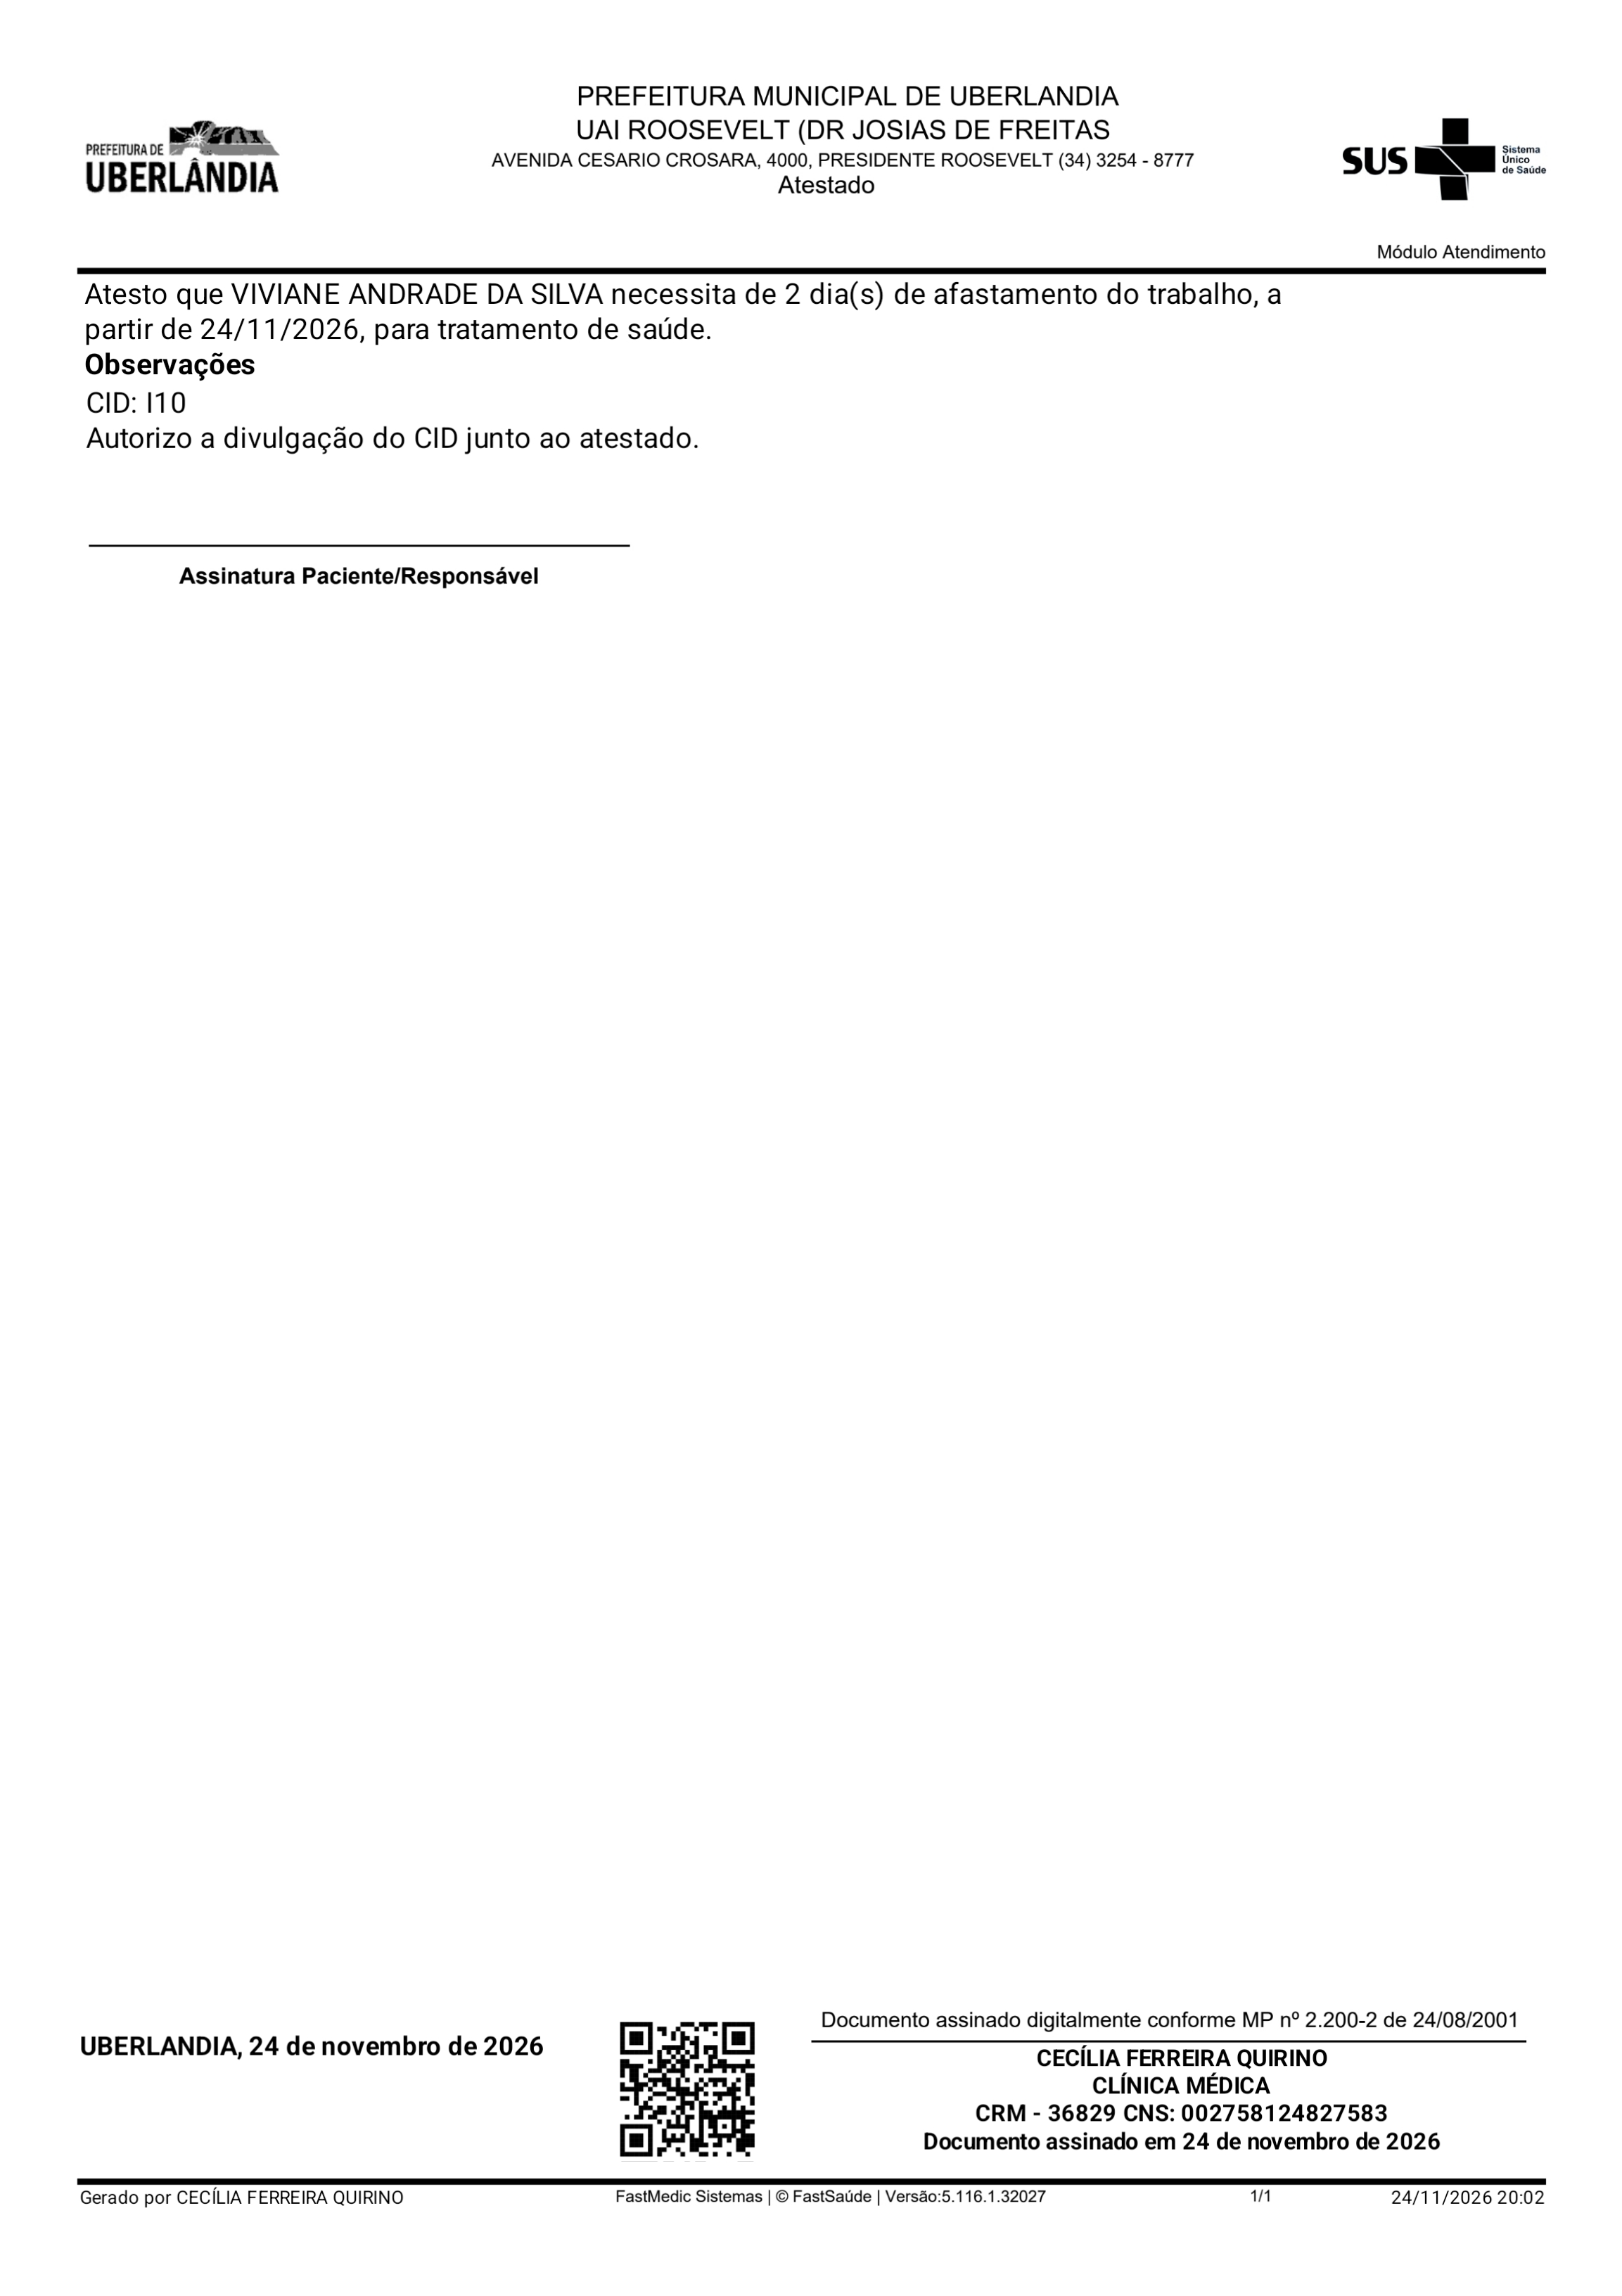 PREFEITURA DE
UBERLÂNDIA
PREFEITURA MUNICIPAL DE UBERLANDIA
UAI ROOSEVELT (DR JOSIAS DE FREITAS
AVENIDA CESARIO CROSARA, 4000, PRESIDENTE ROOSEVELT (34) 3254 - 8777
Atestado
SUS
Sistema
Único
de Saúde
Módulo Atendimento
Atesto que VIVIANE ANDRADE DA SILVA necessita de 2 dia(s) de afastamento do trabalho, a
partir de 24/11/2026, para tratamento de saúde.
Observações
CID: I10
Autorizo a divulgação do CID junto ao atestado.
Assinatura Paciente/Responsável
UBERLANDIA, 24 de novembro de 2026
Documento assinado digitalmente conforme MP nº 2.200-2 de 24/08/2001
CECÍLIA FERREIRA QUIRINO
CLÍNICA MÉDICA
CRM - 36829 CNS: 002758124827583
Documento assinado em 24 de novembro de 2026
Gerado por CECÍLIA FERREIRA QUIRINO
FastMedic Sistemas | © FastSaúde | Versão:5.116.1.32027
1/1
24/11/2026 20:02